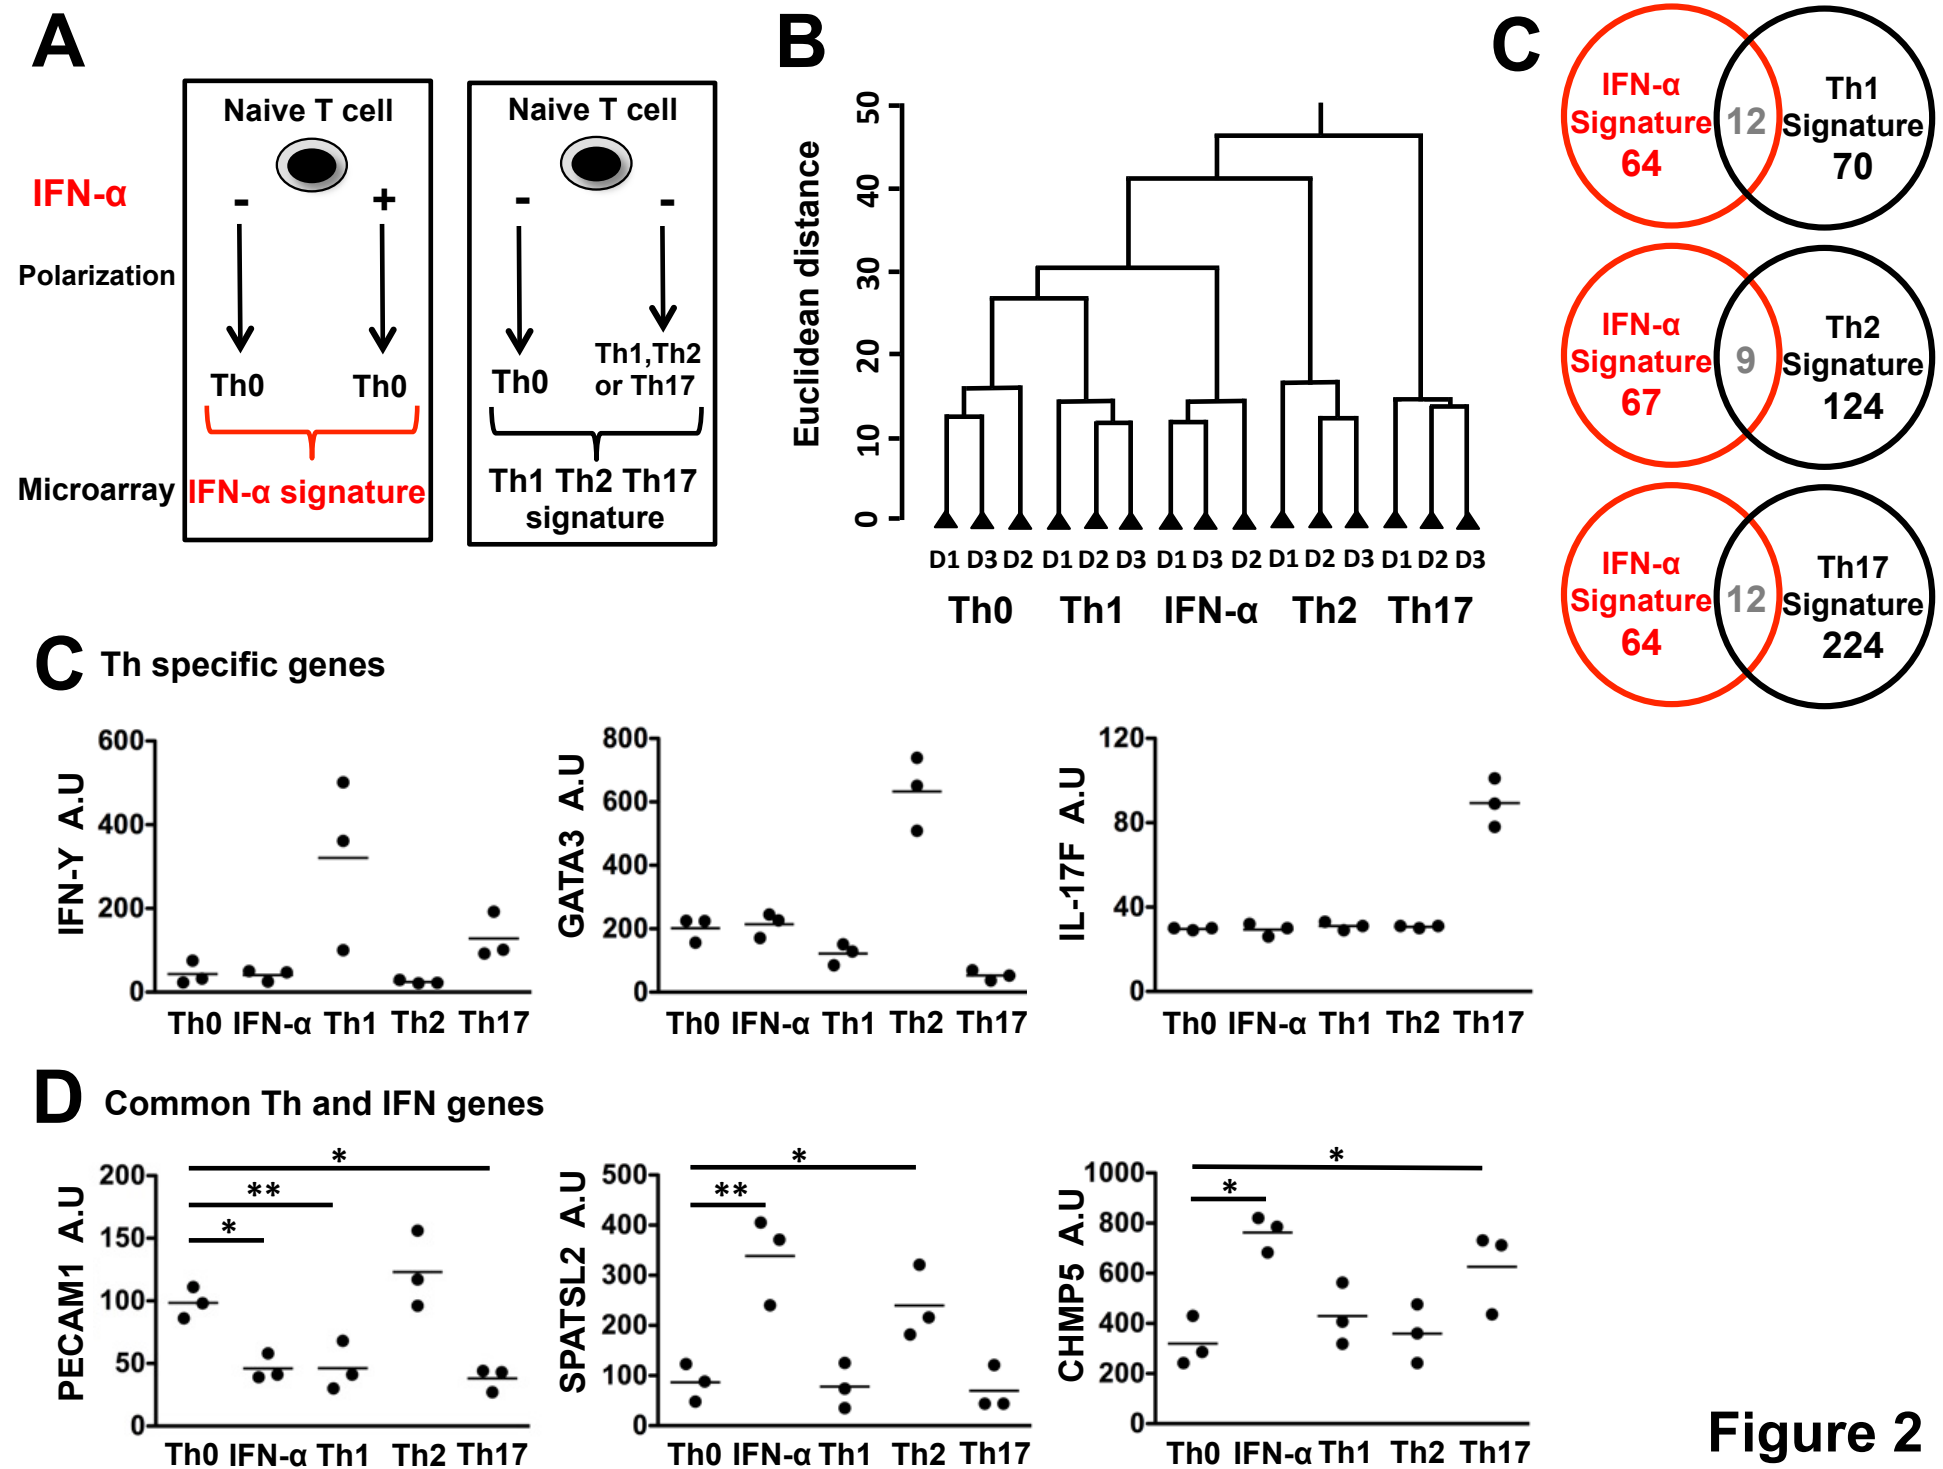 A
Naive T cell
IFN-α
-
+
Polarization
Th0
Th0
Microarray
IFN-α signature
Naive T cell
-
-
Th0
Th1,Th2
or Th17
Th1 Th2 Th17
signature
B
Euclidean distance
50
40
30
20
10
0
D1 D3 D2 D1 D2 D3 D1 D3 D2 D1 D2 D3 D1 D2 D3
Th0 Th1 IFN-α Th2 Th17
C
IFN-α
Signature
64
12
Th1
Signature
70
IFN-α
Signature
67
9
Th2
Signature
124
IFN-α
Signature
64
12
Th17
Signature
224
C Th specific genes
IFN-Y A.U
600
400
200
0
Th0 IFN-α Th1 Th2 Th17
GATA3 A.U
800
600
400
200
0
Th0 IFN-α Th1 Th2 Th17
IL-17F A.U
120
80
40
0
Th0 IFN-α Th1 Th2 Th17
D Common Th and IFN genes
PECAM1 A.U
200
150
100
50
0
*
**
*
Th0 IFN-α Th1 Th2 Th17
SPATSL2 A.U
500
400
300
200
100
0
*
**
Th0 IFN-α Th1 Th2 Th17
CHMP5 A.U
1000
800
600
400
200
0
*
*
Th0 IFN-α Th1 Th2 Th17
Figure 2